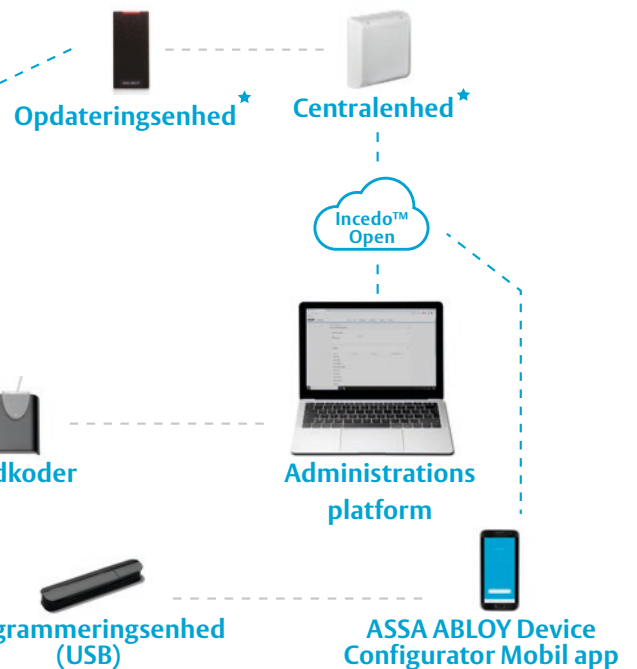 Opdateringsenhed★
Centralenhed★
Incedo™
Open
dkoder
Administrations
platform
grammeringsenhed
(USB)
ASSA ABLOY Device
Configurator Mobil app